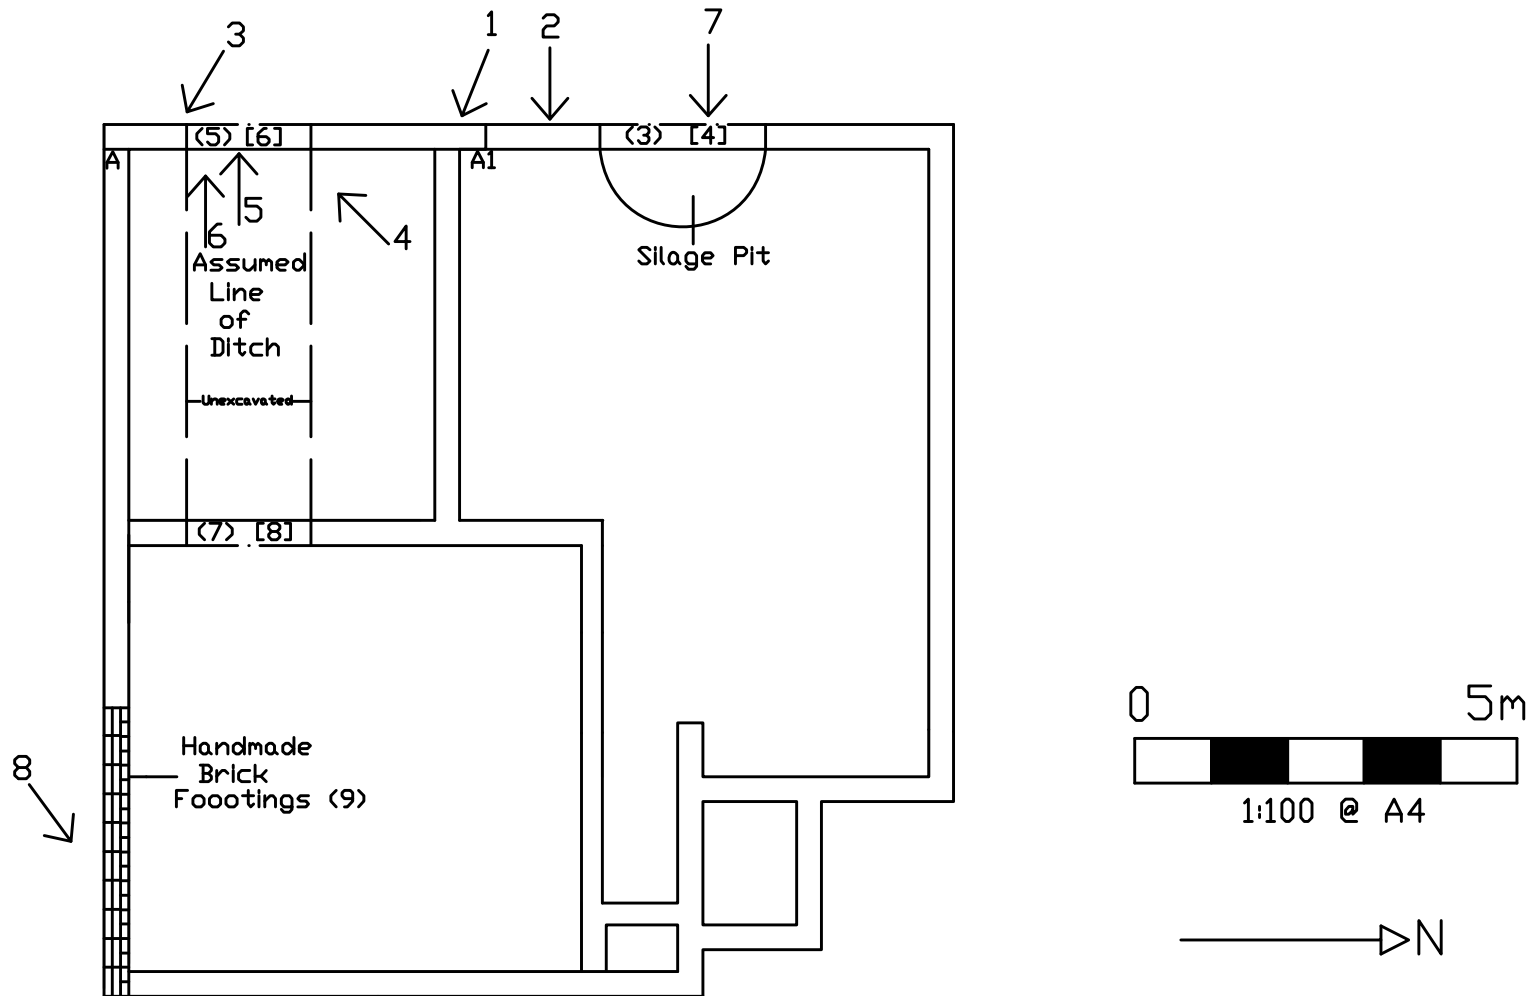 3
1
2
7
(5) [6]
(3) [4]
A
A1
5
6
4
Assumed
Line
of
Ditch
Silage Pit
Unexcavated
(7) [8]
8
Handmade
Brick
Foootings (9)
0
5m
1:100 @ A4
N